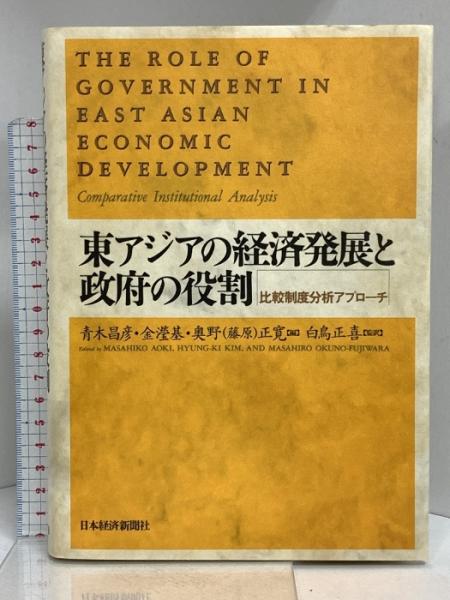 THE ROLE OF
GOVERNMENT IN
EAST ASIAN
ECONOMIC
DEVELOPMENT
Comparative Institutional Analysis
東アジアの経済発展と
政府の役割 比較制度分析アプローチ
青木昌彦・金瀅基・奥野(藤原)正寛[編] 白鳥正喜[監訳]
Edited by MASAHIKO AOKI, HYUNG-KI KIM, AND MASAHIRO OKUNO-FUJIWARA
日本経済新聞社